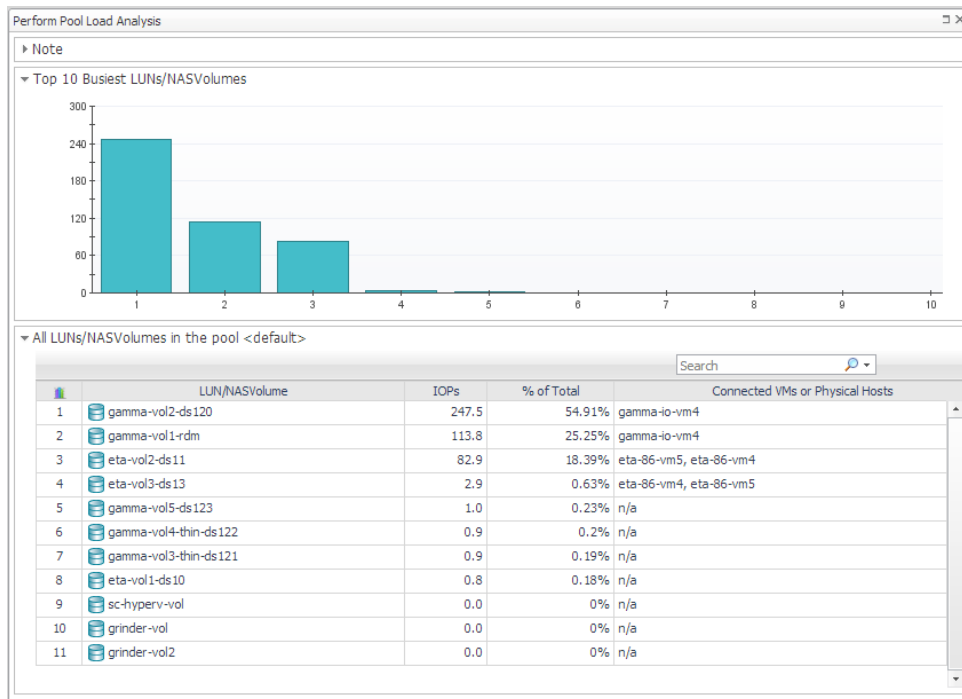 Perform Pool Load Analysis
Note
Top 10 Busiest LUNs/NASVolumes
300
240
180
120
60
0
1 2 3 4 5 6 7 8 9 10
All LUNs/NASVolumes in the pool <default>
Search
LUN/NASVolume IOPs % of Total Connected VMs or Physical Hosts
1 gamma-vol2-ds120 247.5 54.91% gamma-io-vm4
2 gamma-vol1-rdm 113.8 25.25% gamma-io-vm4
3 eta-vol2-ds11 82.9 18.39% eta-86-vm5, eta-86-vm4
4 eta-vol3-ds13 2.9 0.63% eta-86-vm4, eta-86-vm5
5 gamma-vol5-ds123 1.0 0.23% n/a
6 gamma-vol4-thin-ds122 0.9 0.2% n/a
7 gamma-vol3-thin-ds121 0.9 0.19% n/a
8 eta-vol1-ds10 0.8 0.18% n/a
9 sc-hyperv-vol 0.0 0% n/a
10 grinder-vol 0.0 0% n/a
11 grinder-vol2 0.0 0% n/a